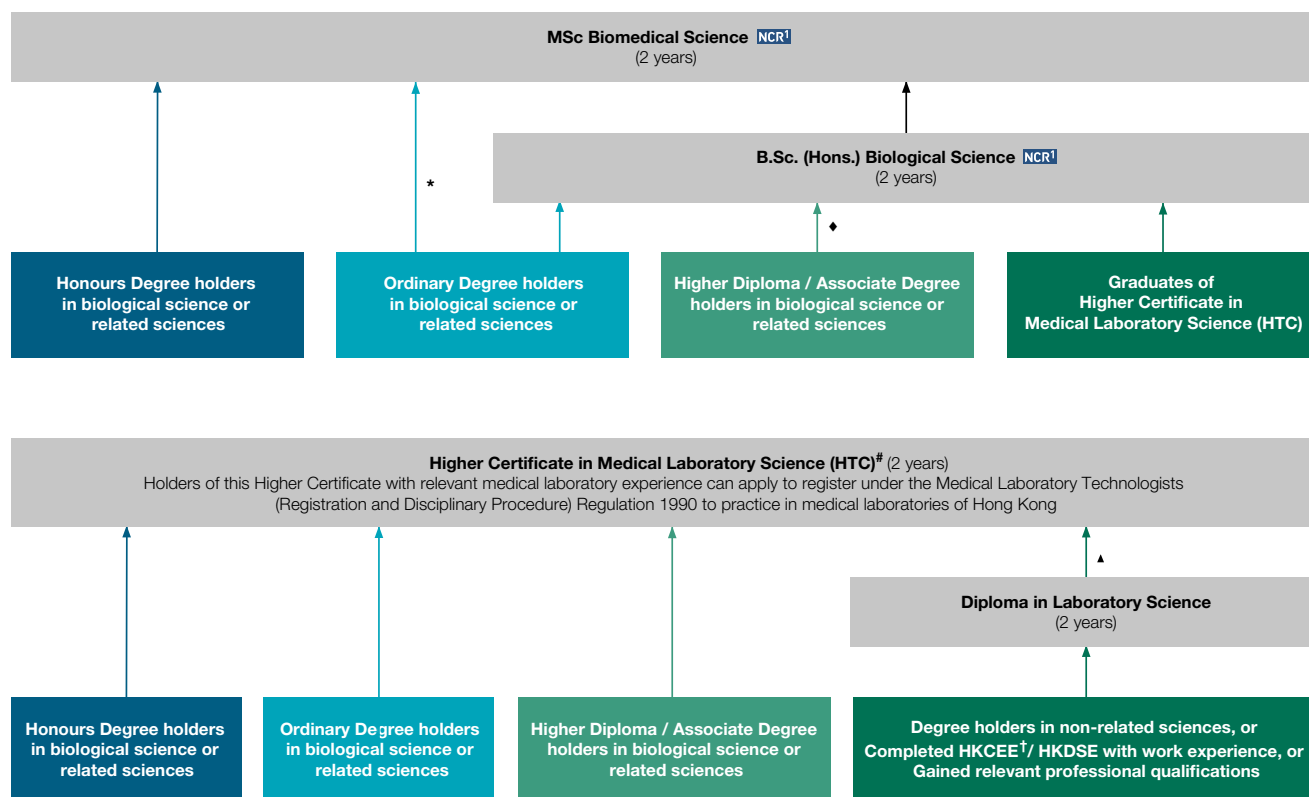 MSc Biomedical Science NCR1
(2 years)
*
B.Sc. (Hons.) Biological Science NCR1
(2 years)
♦
Honours Degree holders
in biological science or
related sciences
Ordinary Degree holders
in biological science or
related sciences
Higher Diploma / Associate Degree
holders in biological science or
related sciences
Graduates of
Higher Certificate in
Medical Laboratory Science (HTC)
Higher Certificate in Medical Laboratory Science (HTC)# (2 years)
Holders of this Higher Certificate with relevant medical laboratory experience can apply to register under the Medical Laboratory Technologists
(Registration and Disciplinary Procedure) Regulation 1990 to practice in medical laboratories of Hong Kong
▲
Diploma in Laboratory Science
(2 years)
Honours Degree holders
in biological science or
related sciences
Ordinary Degree holders
in biological science or
related sciences
Higher Diploma / Associate Degree
holders in biological science or
related sciences
Degree holders in non-related sciences, or
Completed HKCEE†/ HKDSE with work experience, or
Gained relevant professional qualifications